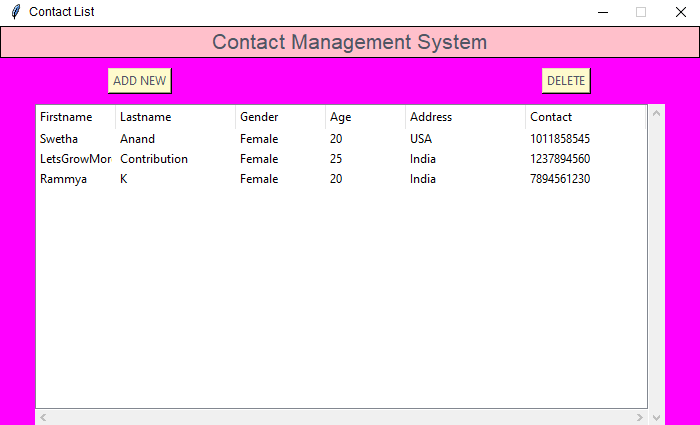 Contact List
Contact Management System
ADD NEW DELETE
Firstname Lastname Gender Age Address Contact
Swetha Anand Female 20 USA 1011858545
LetsGrowMor Contribution Female 25 India 1237894560
Rammya K Female 20 India 7894561230